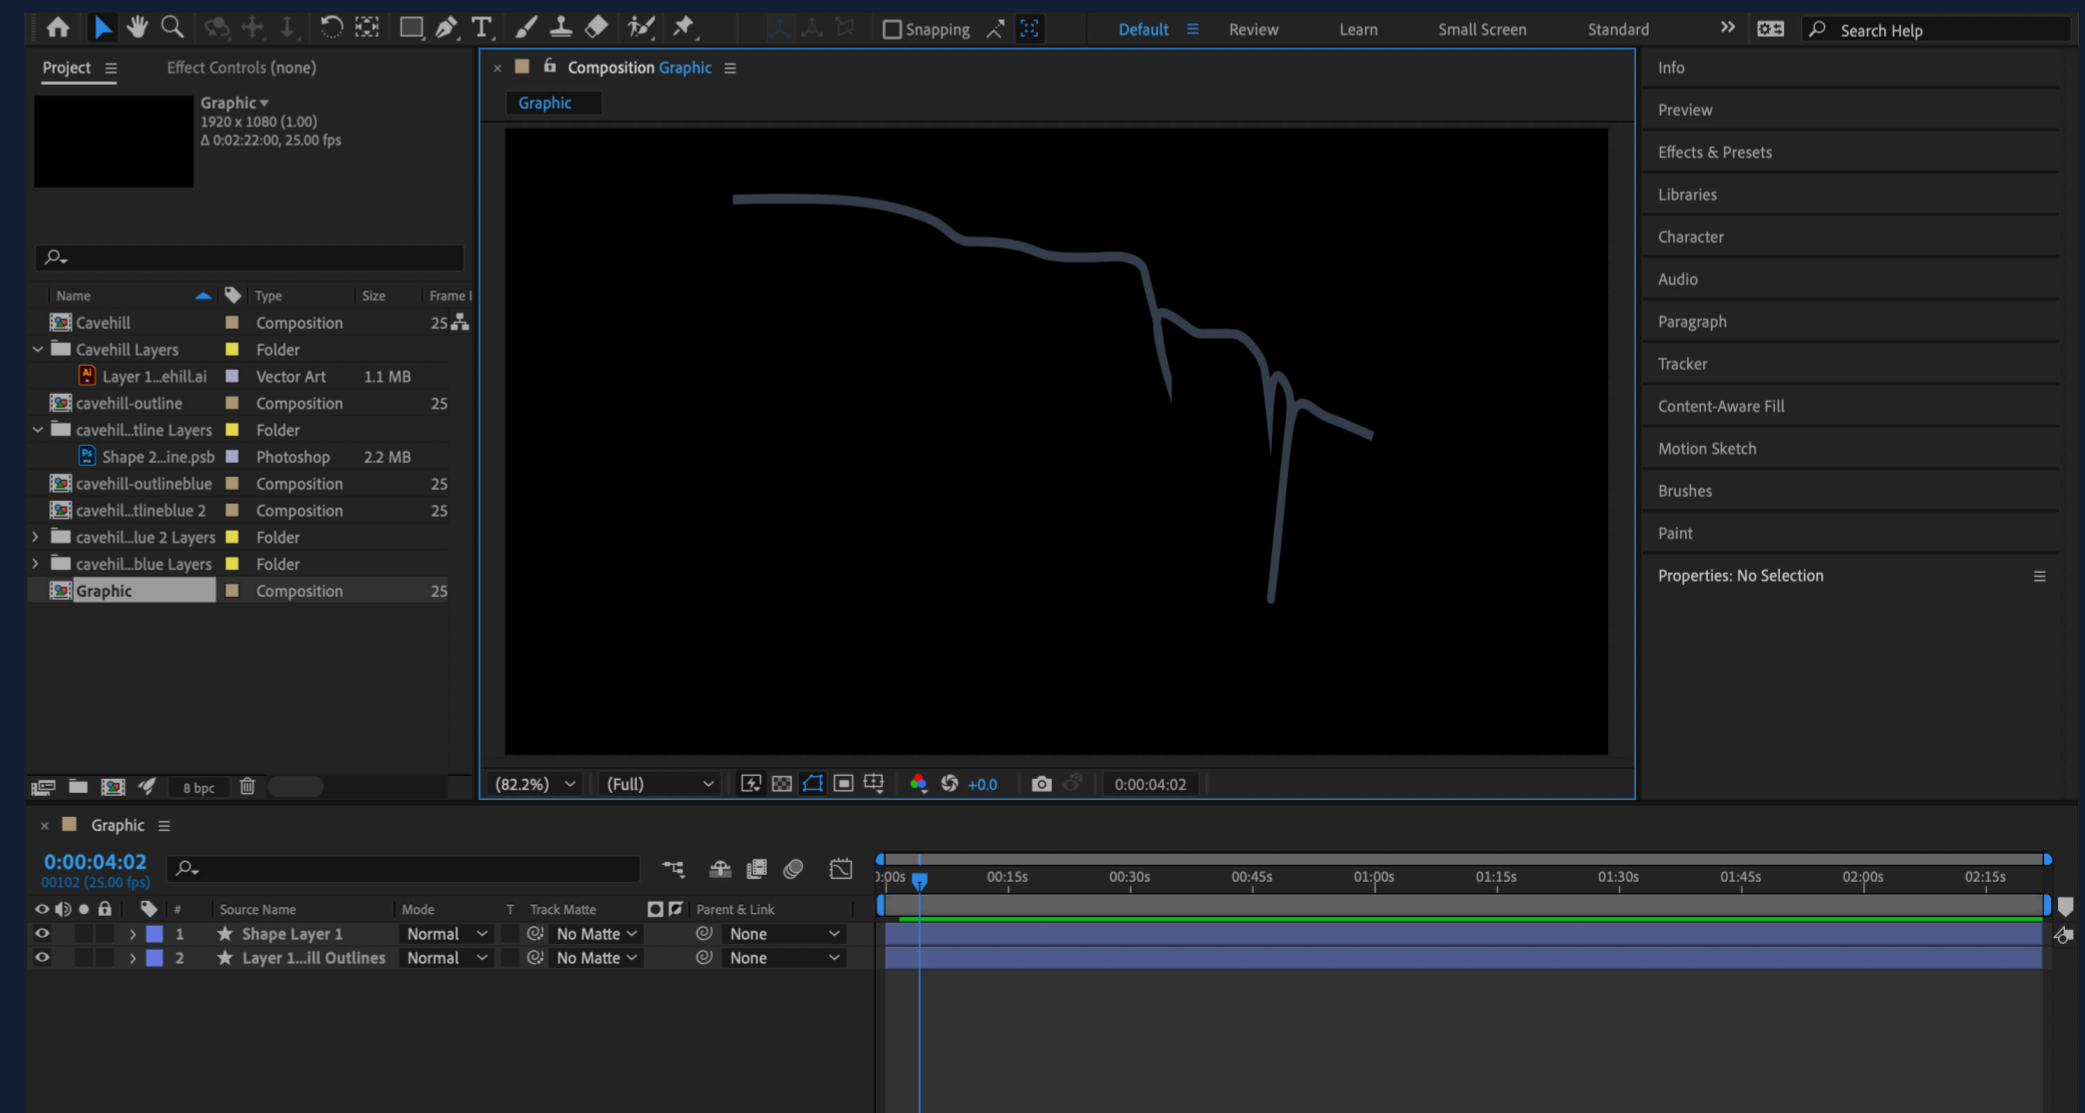 Snapping
Default
Review
Learn
Small Screen
Standard
Search Help
Project
Effect Controls (none)
Graphic
1920 x 1080 (1.00)
Δ 0:02:22:00, 25.00 fps
Name Type Size Frame
Cavehill Composition 25
Cavehill Layers Folder
Layer 1...ehill.ai Vector Art 1.1 MB
cavehill-outline Composition 25
cavehil...tline Layers Folder
Shape 2...ine.psb Photoshop 2.2 MB
cavehill-outlineblue Composition 25
cavehil...tlineblue 2 Composition 25
cavehil...lue 2 Layers Folder
cavehil...blue Layers Folder
Graphic Composition 25
8 bpc
Composition Graphic
Graphic
(82.2%) (Full) +0.0 0:00:04:02
Info
Preview
Effects & Presets
Libraries
Character
Audio
Paragraph
Tracker
Content-Aware Fill
Motion Sketch
Brushes
Paint
Properties: No Selection
Graphic
0:00:04:02
00102 (25.00 fps)
:00s 00:15s 00:30s 00:45s 01:00s 01:15s 01:30s 01:45s 02:00s 02:15s
# Source Name Mode T Track Matte Parent & Link
1 Shape Layer 1 Normal No Matte None
2 Layer 1...ill Outlines Normal No Matte None